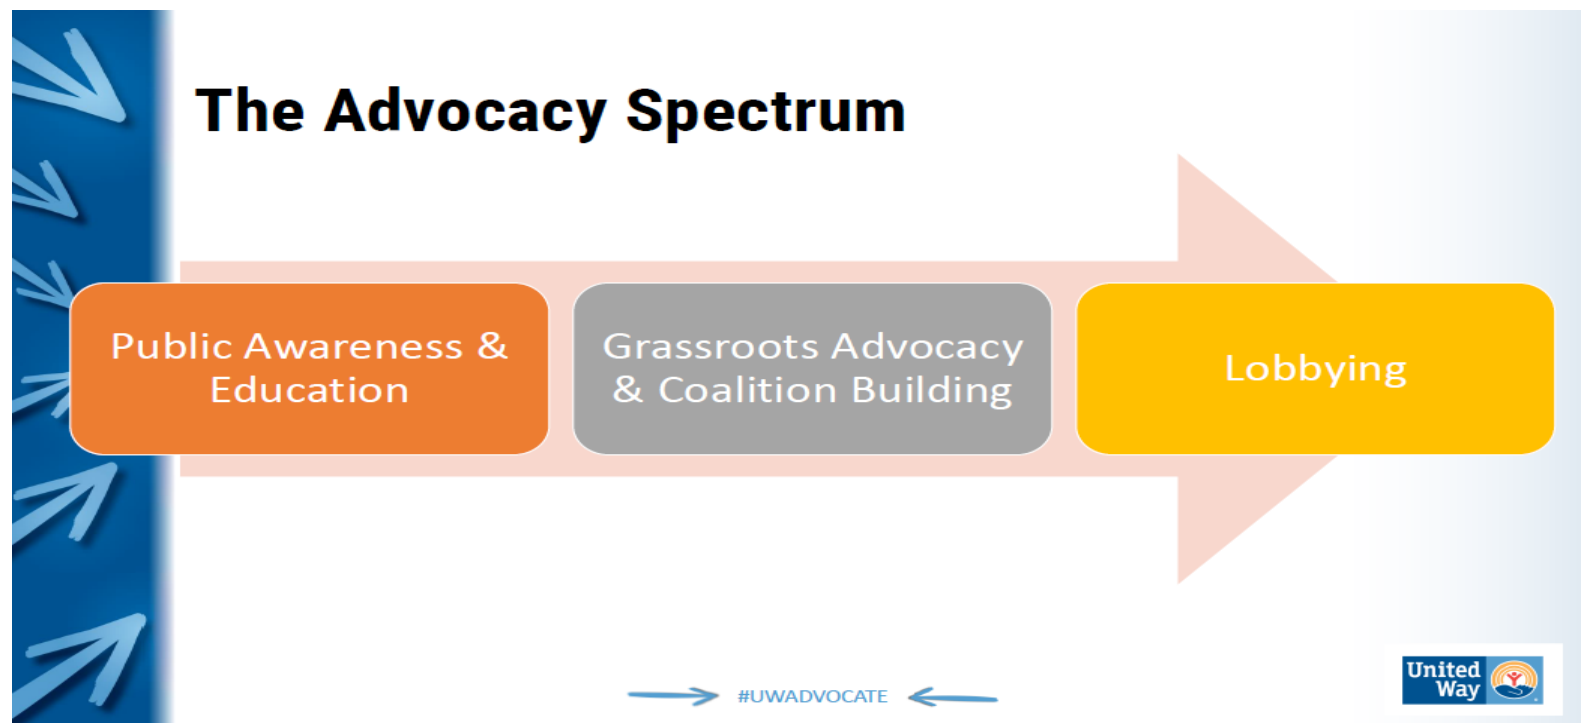 The Advocacy Spectrum
Public Awareness &
Education
Grassroots Advocacy
& Coalition Building
Lobbying
#UWADVOCATE
United
Way